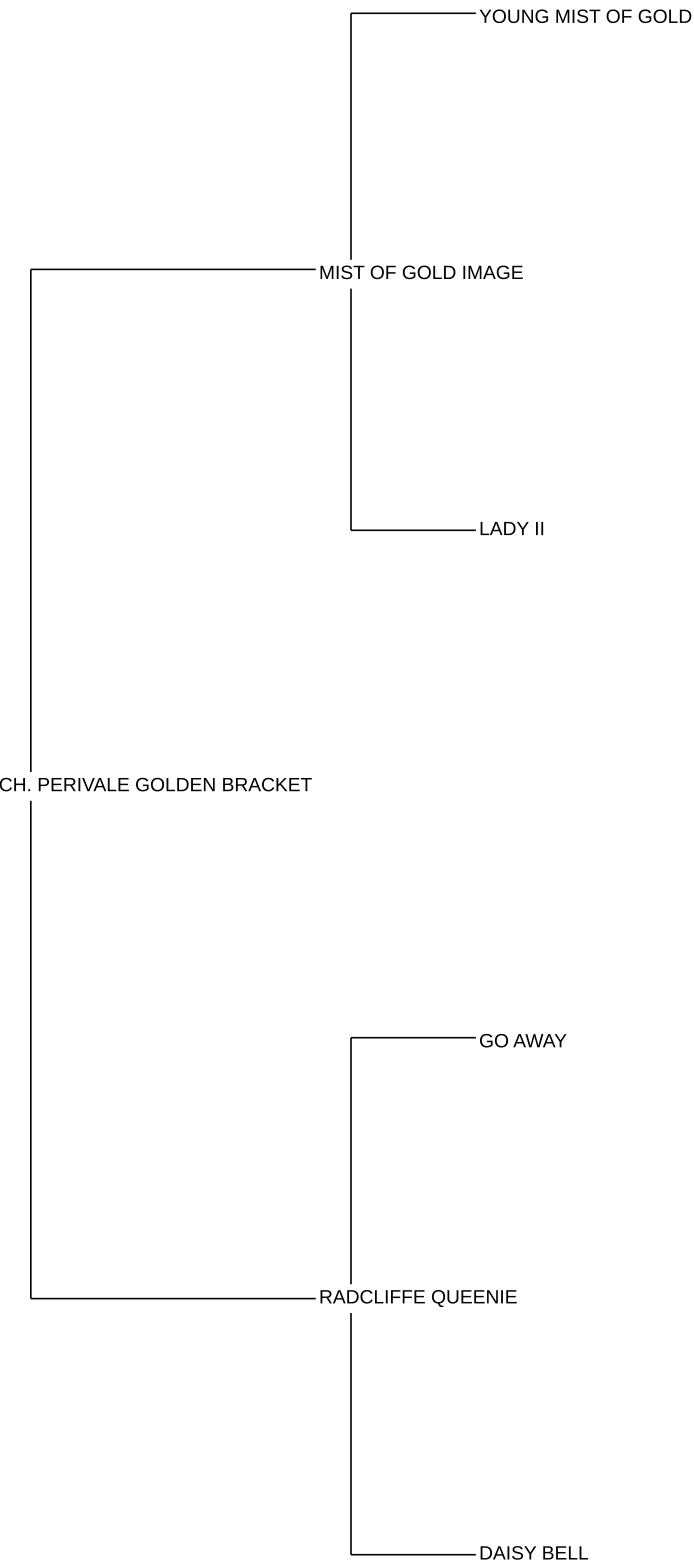 YOUNG MIST OF GOLD
MIST OF GOLD IMAGE
LADY II
CH. PERIVALE GOLDEN BRACKET
GO AWAY
RADCLIFFE QUEENIE
DAISY BELL